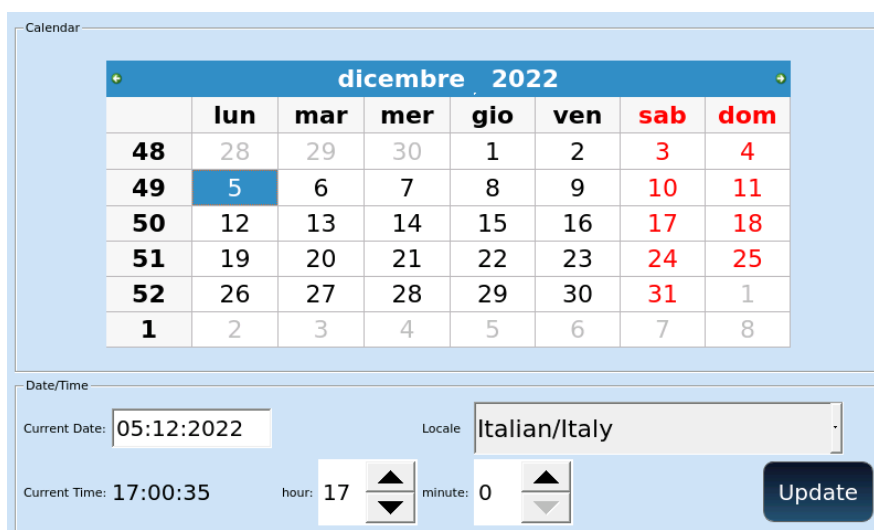 Calendar
dicembre, 2022
lun mar mer gio ven sab dom
48 28 29 30 1 2 3 4
49 5 6 7 8 9 10 11
50 12 13 14 15 16 17 18
51 19 20 21 22 23 24 25
52 26 27 28 29 30 31 1
1 2 3 4 5 6 7 8
Date/Time
Current Date: 05:12:2022 Locale Italian/Italy
Current Time: 17:00:35 hour: 17 minute: 0 Update